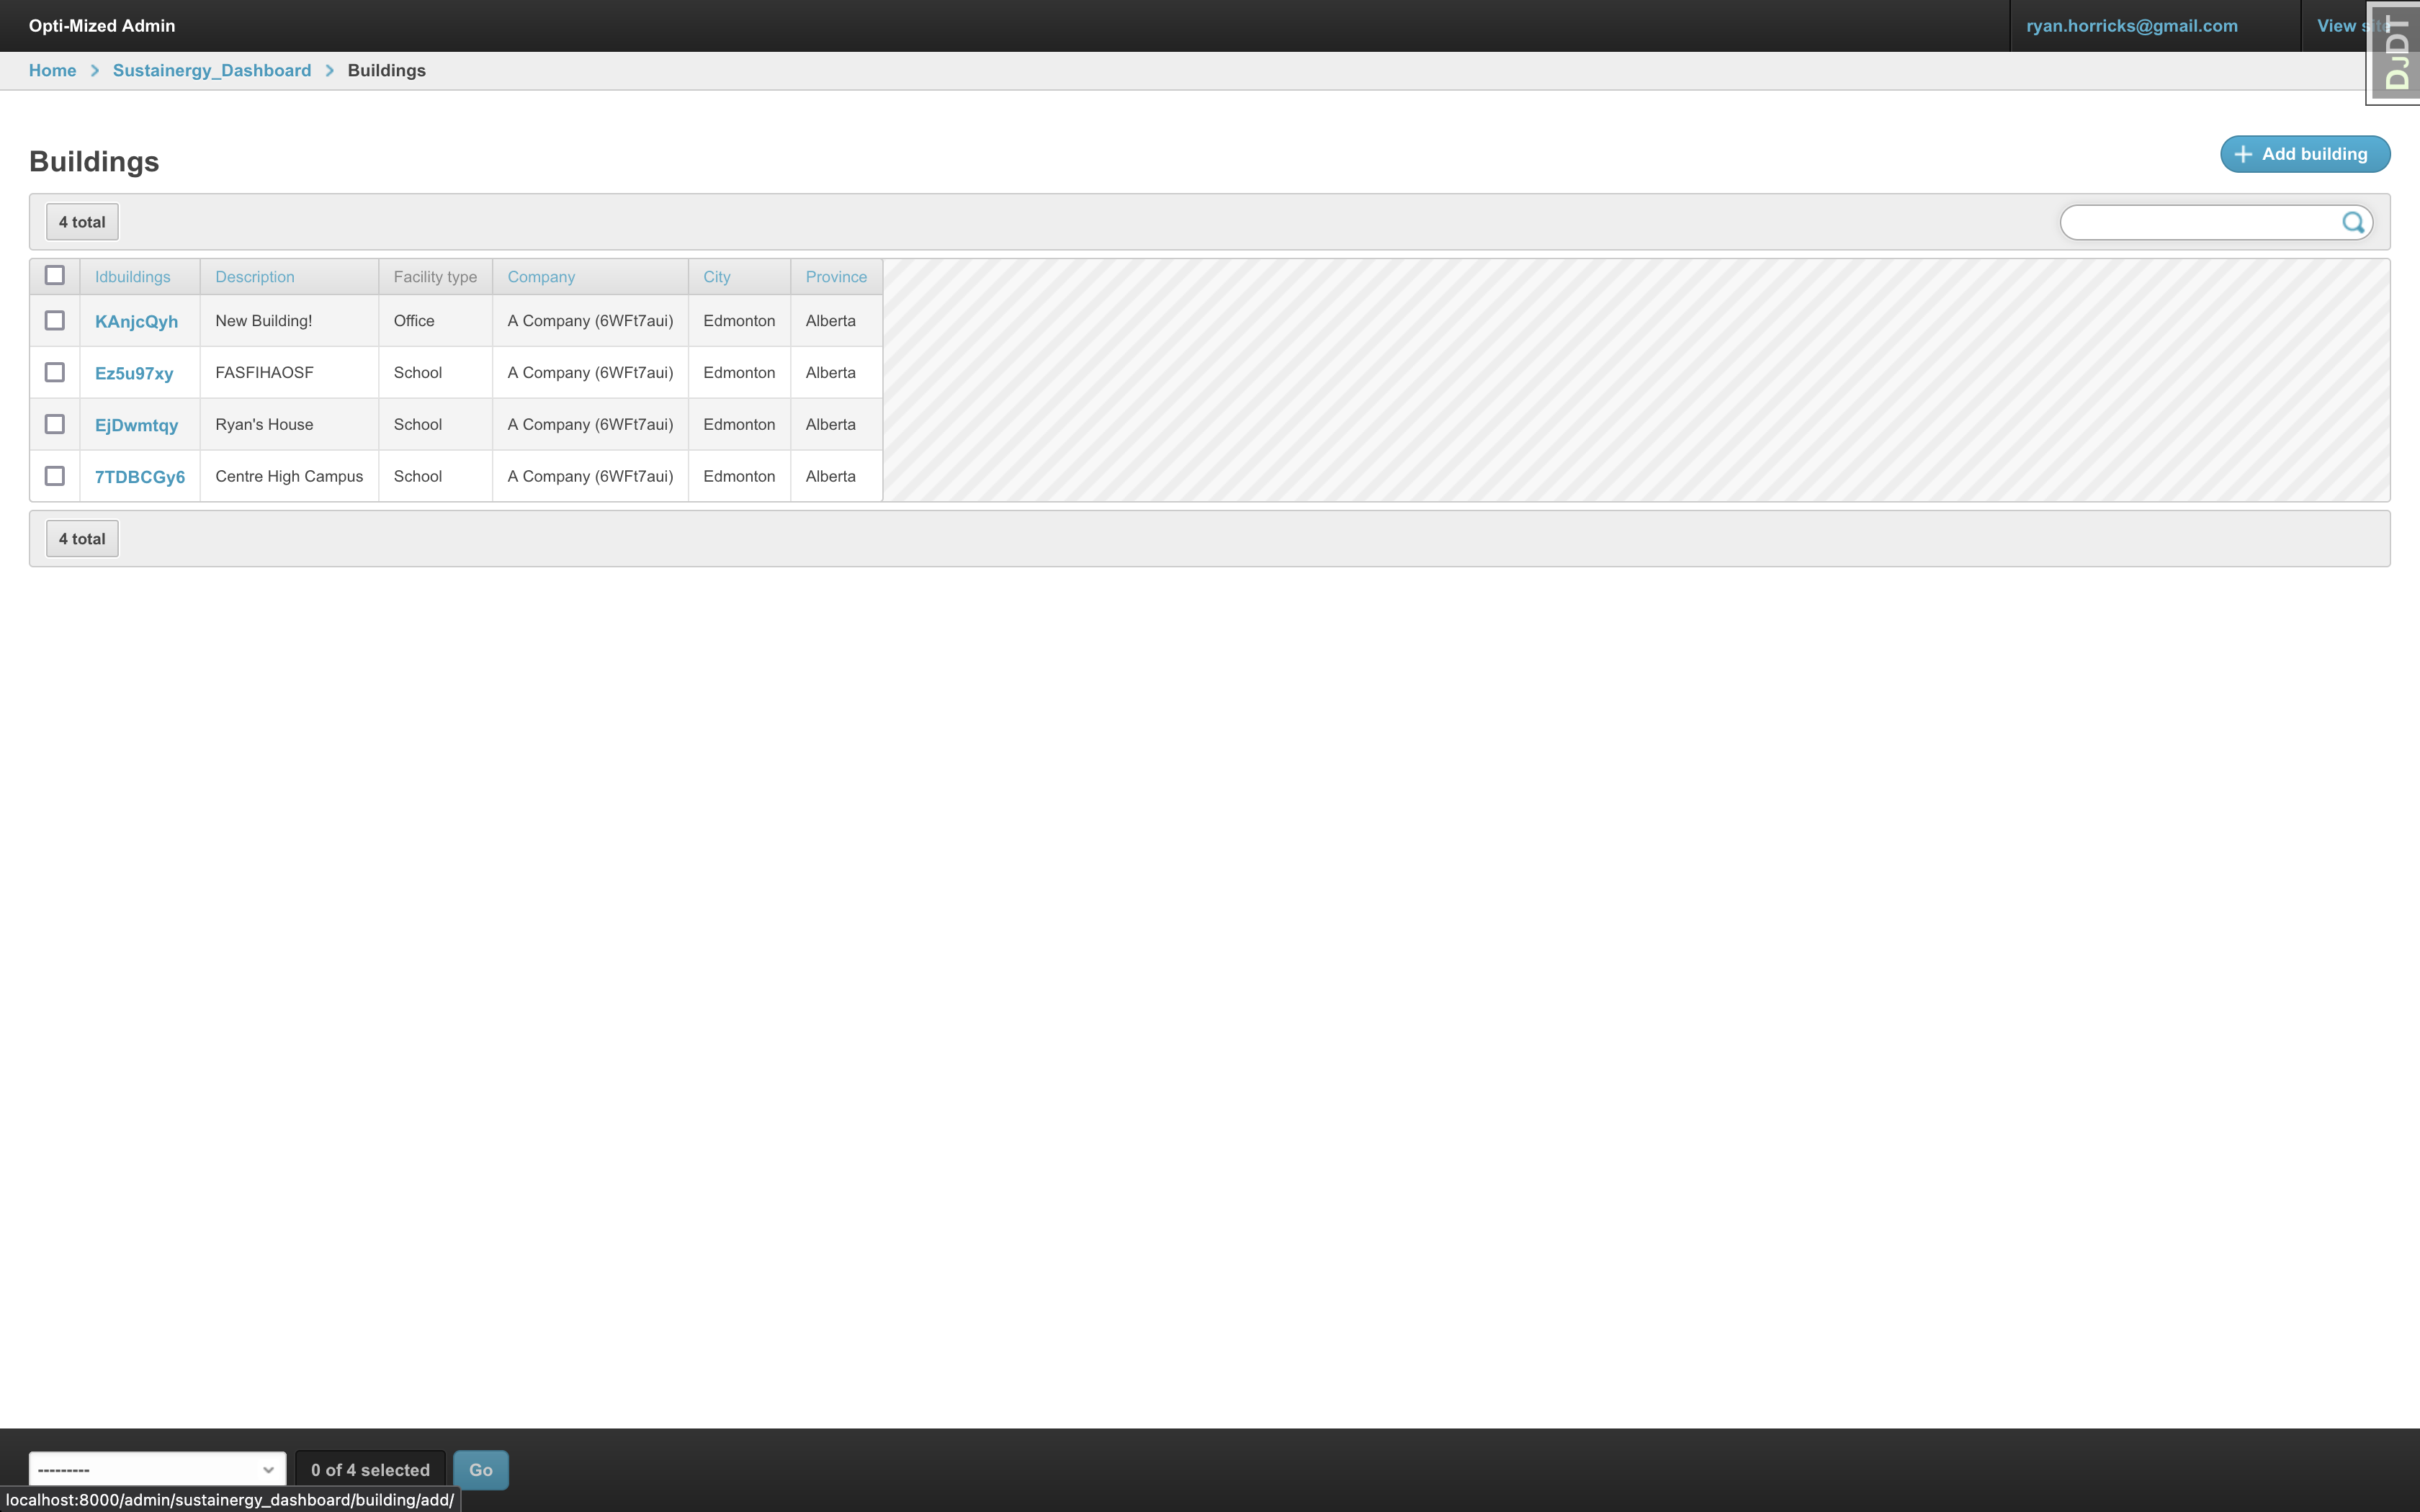 Opti-Mized Admin ryan.horricks@gmail.com View site
DJDT
Home > Sustainergy_Dashboard > Buildings
Buildings
+ Add building
4 total
Idbuildings Description Facility type Company City Province
KAnjcQyh New Building! Office A Company (6WFt7aui) Edmonton Alberta
Ez5u97xy FASFIHAOSF School A Company (6WFt7aui) Edmonton Alberta
EjDwmtqy Ryan's House School A Company (6WFt7aui) Edmonton Alberta
7TDBCGy6 Centre High Campus School A Company (6WFt7aui) Edmonton Alberta
4 total
--------- 0 of 4 selected Go
localhost:8000/admin/sustainergy_dashboard/building/add/